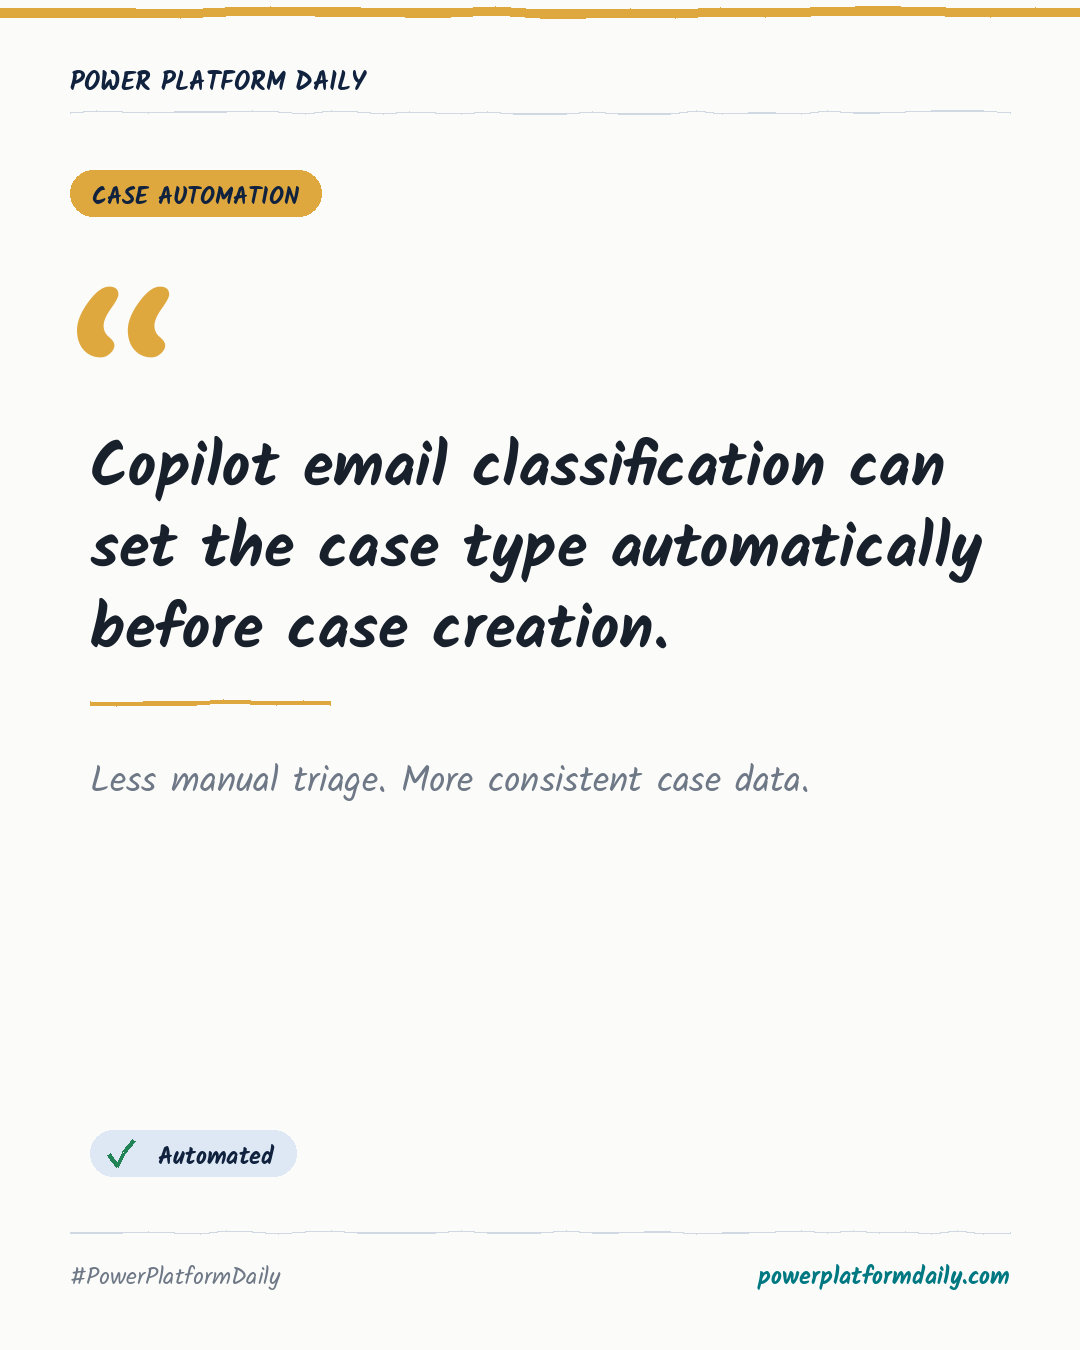 POWER PLATFORM DAILY
CASE AUTOMATION
“
Copilot email classification can
set the case type automatically
before case creation.
Less manual triage. More consistent case data.
Automated
#PowerPlatformDaily
powerplatformdaily.com